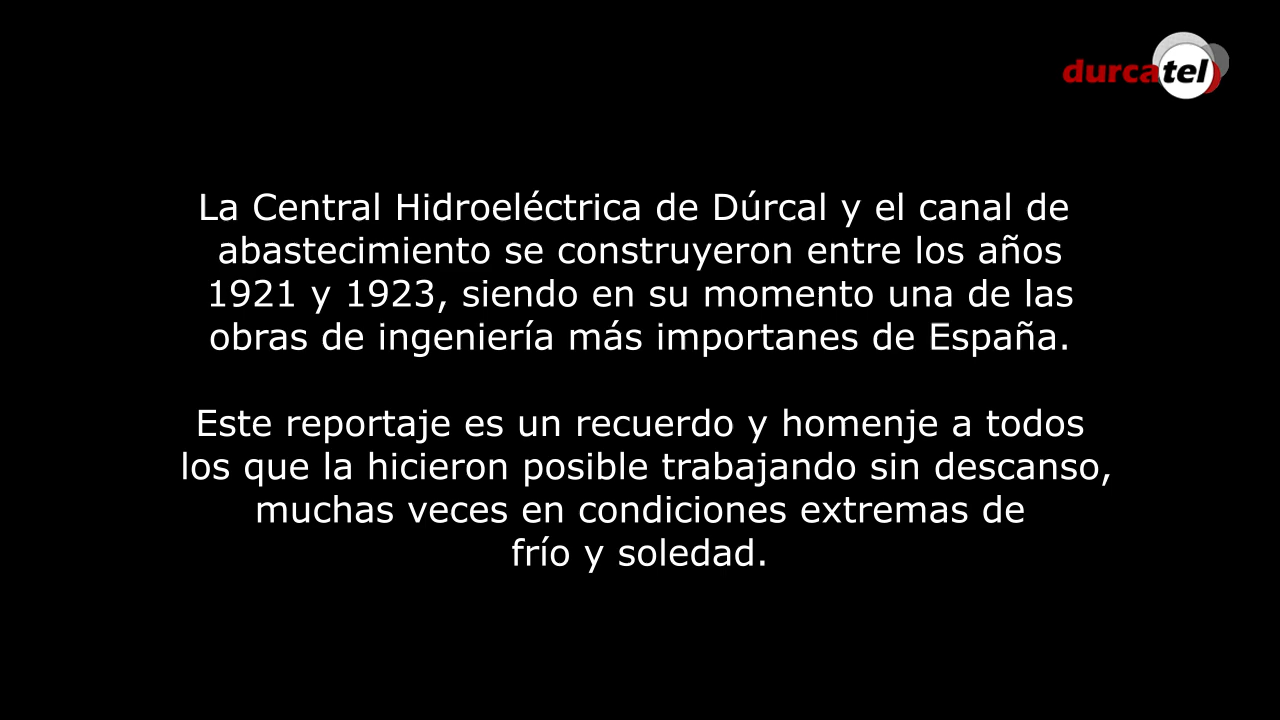 durcatel
La Central Hidroeléctrica de Dúrcal y el canal de
abastecimiento se construyeron entre los años
1921 y 1923, siendo en su momento una de las
obras de ingeniería más importanes de España.
Este reportaje es un recuerdo y homenje a todos
los que la hicieron posible trabajando sin descanso,
muchas veces en condiciones extremas de
frío y soledad.